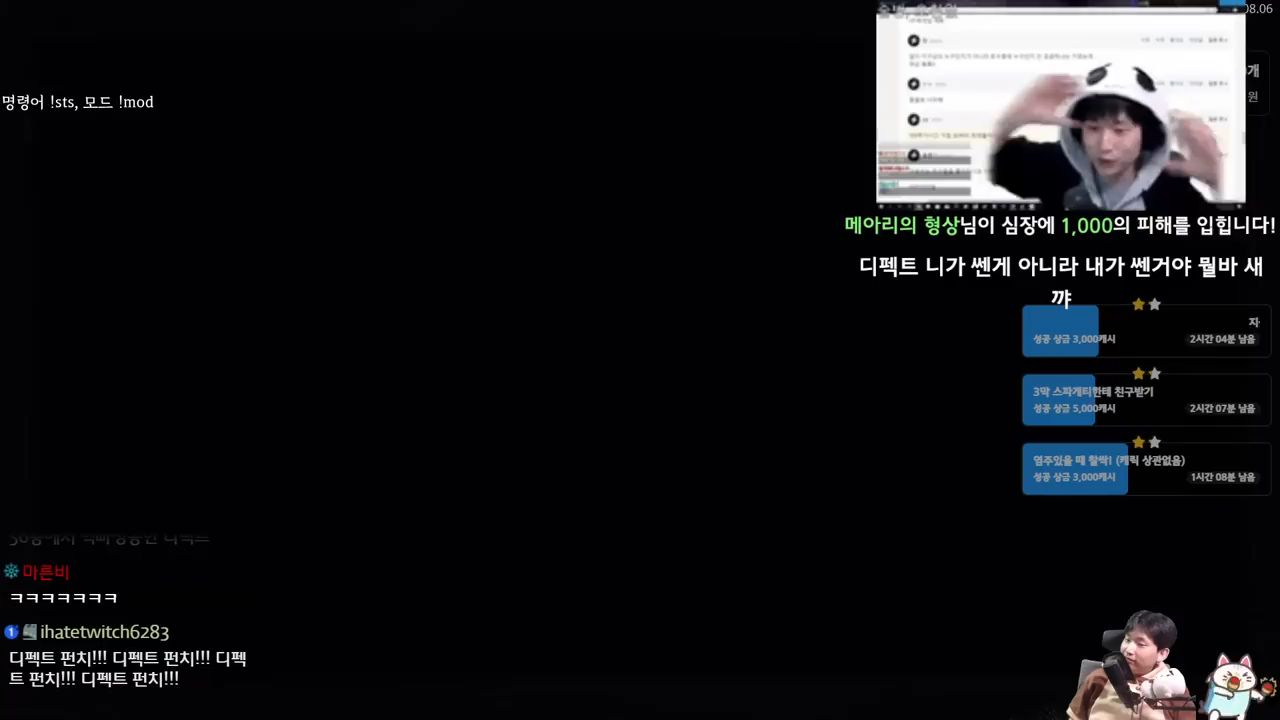 08.06
개
원
명령어 !sts, 모드 !mod
메아리의 형상님이 심장에 1,000의 피해를 입힙니다!
디펙트 니가 쎈게 아니라 내가 쎈거야 뭘바 새
꺄
자
성공 상금 3,000캐시 2시간 04분 남음
3막 스파게티한테 친구받기
성공 상금 5,000캐시 2시간 07분 남음
염주있을 때 할딱! (캐릭 상관없음)
성공 상금 3,000캐시 1시간 08분 남음
마른비
ㅋㅋㅋㅋㅋㅋㅋ
ihatetwitch6283
디펙트 펀치!!! 디펙트 펀치!!! 디펙
트 펀치!!! 디펙트 펀치!!!